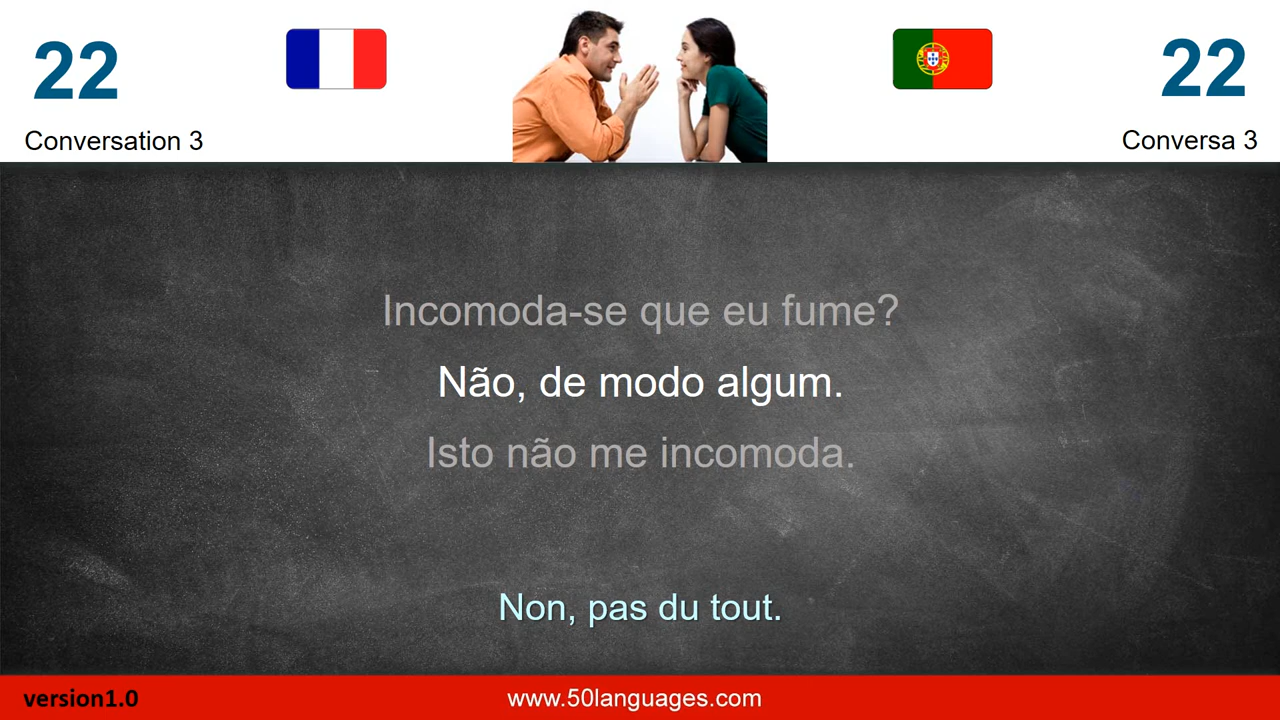 22
22
Conversation 3
Conversa 3
Incomoda-se que eu fume?
Não, de modo algum.
Isto não me incomoda.
Non, pas du tout.
version1.0
www.50languages.com